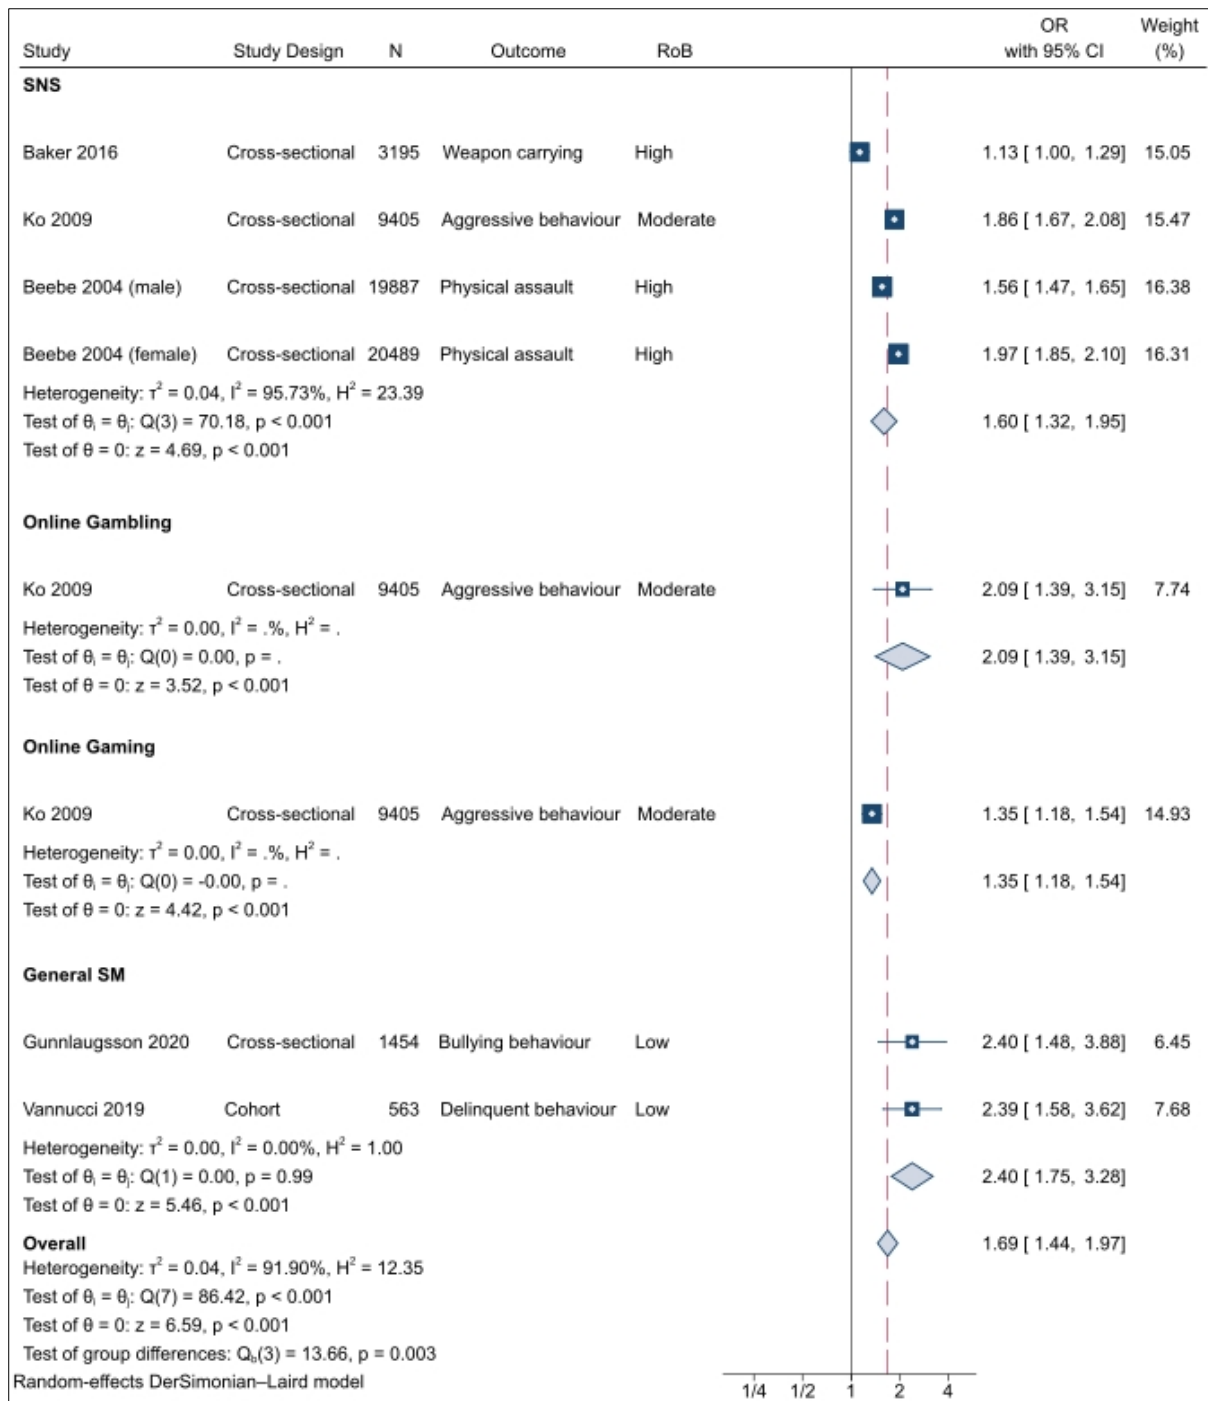 OR Weight
Study Study Design N Outcome RoB with 95% CI (%)
SNS
Baker 2016 Cross-sectional 3195 Weapon carrying High 1.13 [ 1.00, 1.29] 15.05
Ko 2009 Cross-sectional 9405 Aggressive behaviour Moderate 1.86 [ 1.67, 2.08] 15.47
Beebe 2004 (male) Cross-sectional 19887 Physical assault High 1.56 [ 1.47, 1.65] 16.38
Beebe 2004 (female) Cross-sectional 20489 Physical assault High 1.97 [ 1.85, 2.10] 16.31
Heterogeneity: τ² = 0.04, I² = 95.73%, H² = 23.39
Test of θᵢ = θⱼ: Q(3) = 70.18, p < 0.001 1.60 [ 1.32, 1.95]
Test of θ = 0: z = 4.69, p < 0.001
Online Gambling
Ko 2009 Cross-sectional 9405 Aggressive behaviour Moderate 2.09 [ 1.39, 3.15] 7.74
Heterogeneity: τ² = 0.00, I² = .%, H² = .
Test of θᵢ = θⱼ: Q(0) = 0.00, p = . 2.09 [ 1.39, 3.15]
Test of θ = 0: z = 3.52, p < 0.001
Online Gaming
Ko 2009 Cross-sectional 9405 Aggressive behaviour Moderate 1.35 [ 1.18, 1.54] 14.93
Heterogeneity: τ² = 0.00, I² = .%, H² = .
Test of θᵢ = θⱼ: Q(0) = -0.00, p = . 1.35 [ 1.18, 1.54]
Test of θ = 0: z = 4.42, p < 0.001
General SM
Gunnlaugsson 2020 Cross-sectional 1454 Bullying behaviour Low 2.40 [ 1.48, 3.88] 6.45
Vannucci 2019 Cohort 563 Delinquent behaviour Low 2.39 [ 1.58, 3.62] 7.68
Heterogeneity: τ² = 0.00, I² = 0.00%, H² = 1.00
Test of θᵢ = θⱼ: Q(1) = 0.00, p = 0.99 2.40 [ 1.75, 3.28]
Test of θ = 0: z = 5.46, p < 0.001
Overall 1.69 [ 1.44, 1.97]
Heterogeneity: τ² = 0.04, I² = 91.90%, H² = 12.35
Test of θᵢ = θⱼ: Q(7) = 86.42, p < 0.001
Test of θ = 0: z = 6.59, p < 0.001
Test of group differences: Q_b(3) = 13.66, p = 0.003
Random-effects DerSimonian–Laird model
1/4 1/2 1 2 4